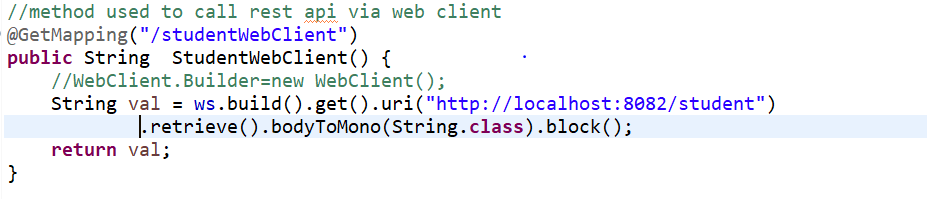 //method used to call rest api via web client
@GetMapping("/studentWebClient")
public String  StudentWebClient() {
    //WebClient.Builder=new WebClient();
    String val = ws.build().get().uri("http://localhost:8082/student")
            .retrieve().bodyToMono(String.class).block();
    return val;
}